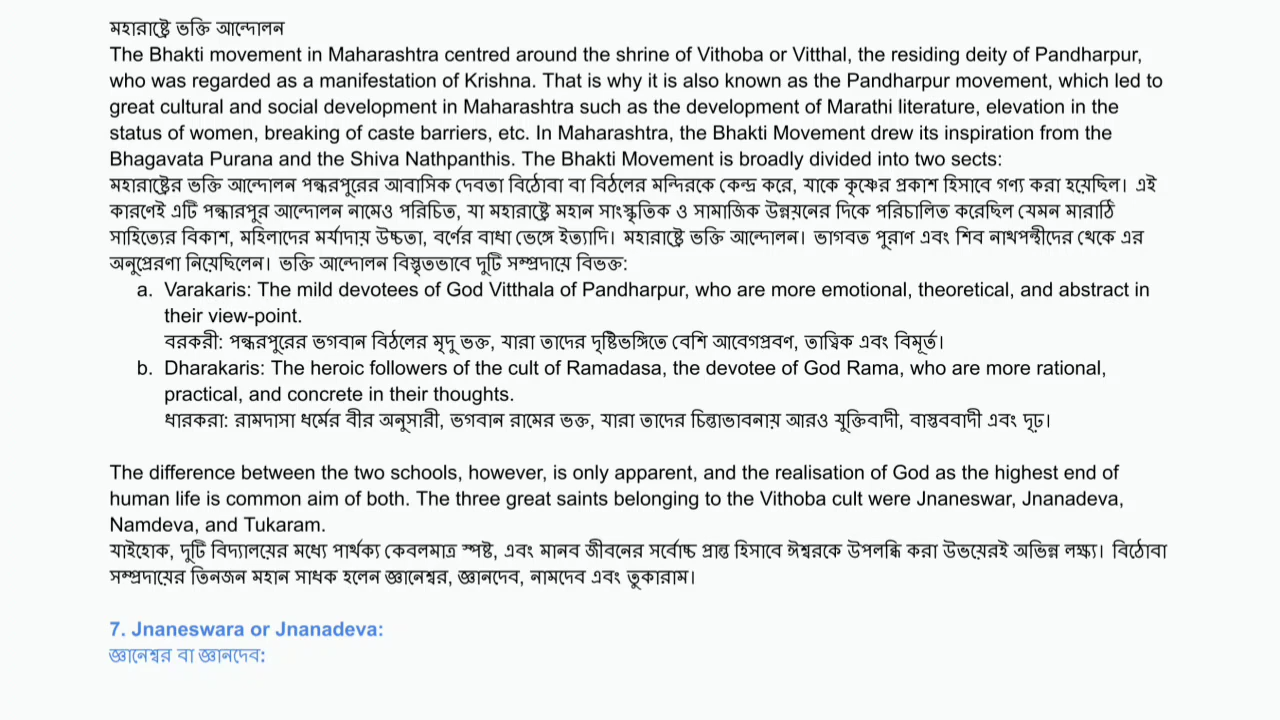 মহারাষ্ট্রে ভক্তি আন্দোলন
The Bhakti movement in Maharashtra centred around the shrine of Vithoba or Vitthal, the residing deity of Pandharpur,
who was regarded as a manifestation of Krishna. That is why it is also known as the Pandharpur movement, which led to
great cultural and social development in Maharashtra such as the development of Marathi literature, elevation in the
status of women, breaking of caste barriers, etc. In Maharashtra, the Bhakti Movement drew its inspiration from the
Bhagavata Purana and the Shiva Nathpanthis. The Bhakti Movement is broadly divided into two sects:
মহারাষ্ট্রের ভক্তি আন্দোলন পন্ধরপুরের আবাসিক দেবতা বিঠোবা বা বিঠলের মন্দিরকে কেন্দ্র করে, যাকে কৃষ্ণের প্রকাশ হিসাবে গণ্য করা হয়েছিল। এই
কারণেই এটি পন্ধারপুর আন্দোলন নামেও পরিচিত, যা মহারাষ্ট্রে মহান সাংস্কৃতিক ও সামাজিক উন্নয়নের দিকে পরিচালিত করেছিল যেমন মারাঠি
সাহিত্যের বিকাশ, মহিলাদের মর্যাদায় উচ্চতা, বর্ণের বাধা ভেঙ্গে ইত্যাদি। মহারাষ্ট্রে ভক্তি আন্দোলন। ভাগবত পুরাণ এবং শিব নাথপন্থীদের থেকে এর
অনুপ্রেরণা নিয়েছিলেন। ভক্তি আন্দোলন বিস্তৃতভাবে দুটি সম্প্রদায়ে বিভক্ত:
a. Varakaris: The mild devotees of God Vitthala of Pandharpur, who are more emotional, theoretical, and abstract in
their view-point.
বরকরী: পন্ধরপুরের ভগবান বিঠলের মৃদু ভক্ত, যারা তাদের দৃষ্টিভঙ্গিতে বেশি আবেগপ্রবণ, তাত্ত্বিক এবং বিমূর্ত।
b. Dharakaris: The heroic followers of the cult of Ramadasa, the devotee of God Rama, who are more rational,
practical, and concrete in their thoughts.
ধারকরা: রামদাসা ধর্মের বীর অনুসারী, ভগবান রামের ভক্ত, যারা তাদের চিন্তাভাবনায় আরও যুক্তিবাদী, বাস্তববাদী এবং দৃঢ়।
The difference between the two schools, however, is only apparent, and the realisation of God as the highest end of
human life is common aim of both. The three great saints belonging to the Vithoba cult were Jnaneswar, Jnanadeva,
Namdeva, and Tukaram.
যাইহোক, দুটি বিদ্যালয়ের মধ্যে পার্থক্য কেবলমাত্র স্পষ্ট, এবং মানব জীবনের সর্বোচ্চ প্রান্ত হিসাবে ঈশ্বরকে উপলব্ধি করা উভয়েরই অভিন্ন লক্ষ্য। বিঠোবা
সম্প্রদায়ের তিনজন মহান সাধক হলেন জ্ঞানেশ্বর, জ্ঞানদেব, নামদেব এবং তুকারাম।
7. Jnaneswara or Jnanadeva:
জ্ঞানেশ্বর বা জ্ঞানদেব: